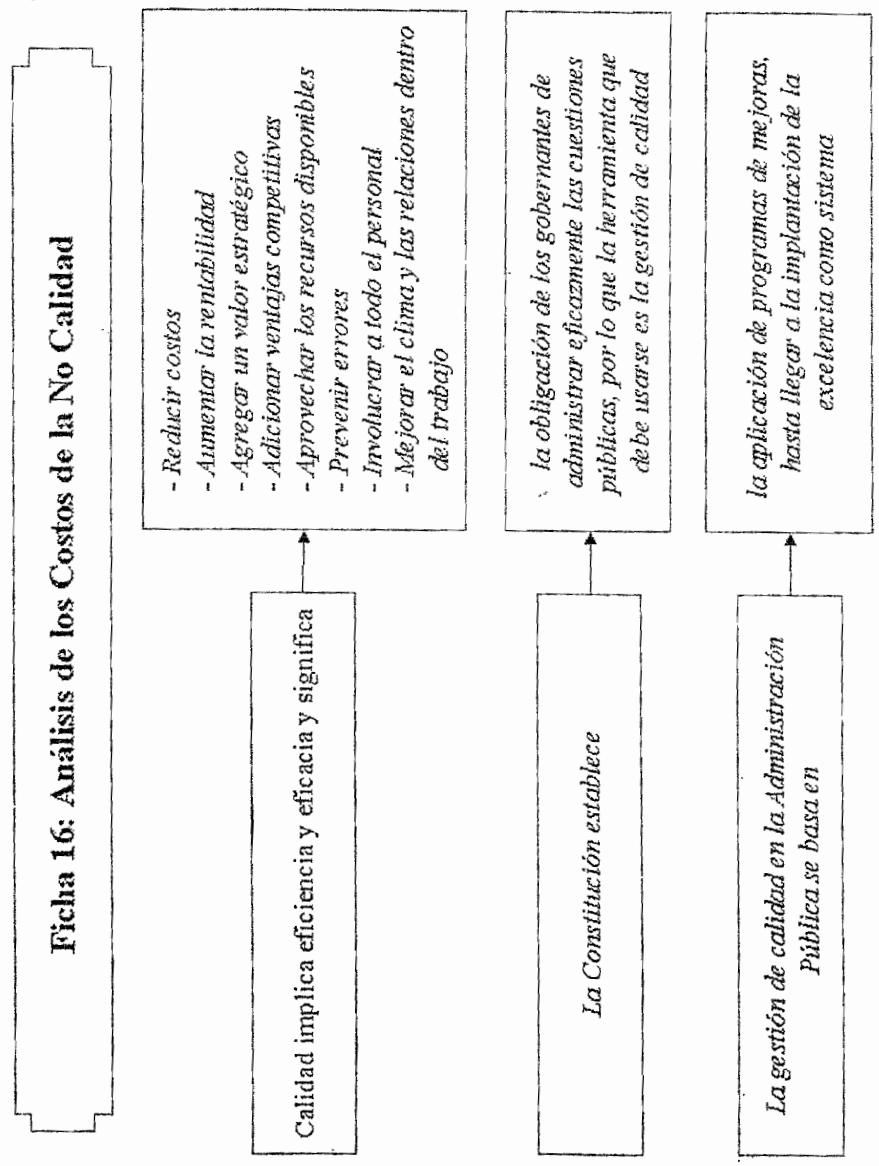 Ficha 16: Análisis de los Costos de la No Calidad
Calidad implica eficiencia y eficacia y significa
- Reducir costos
- Aumentar la rentabilidad
- Agregar un valor estratégico
- Adicionar ventajas competitivas
- Aprovechar los recursos disponibles
- Prevenir errores
- Involucrar a todo el personal
- Mejorar el clima y las relaciones dentro
del trabajo
La Constitución establece
la obligación de los gobernantes de
administrar eficazmente las cuestiones
públicas, por lo que la herramienta que
debe usarse es la gestión de calidad
La gestión de calidad en la Administración
Pública se basa en
la aplicación de programas de mejoras,
hasta llegar a la implantación de la
excelencia como sistema